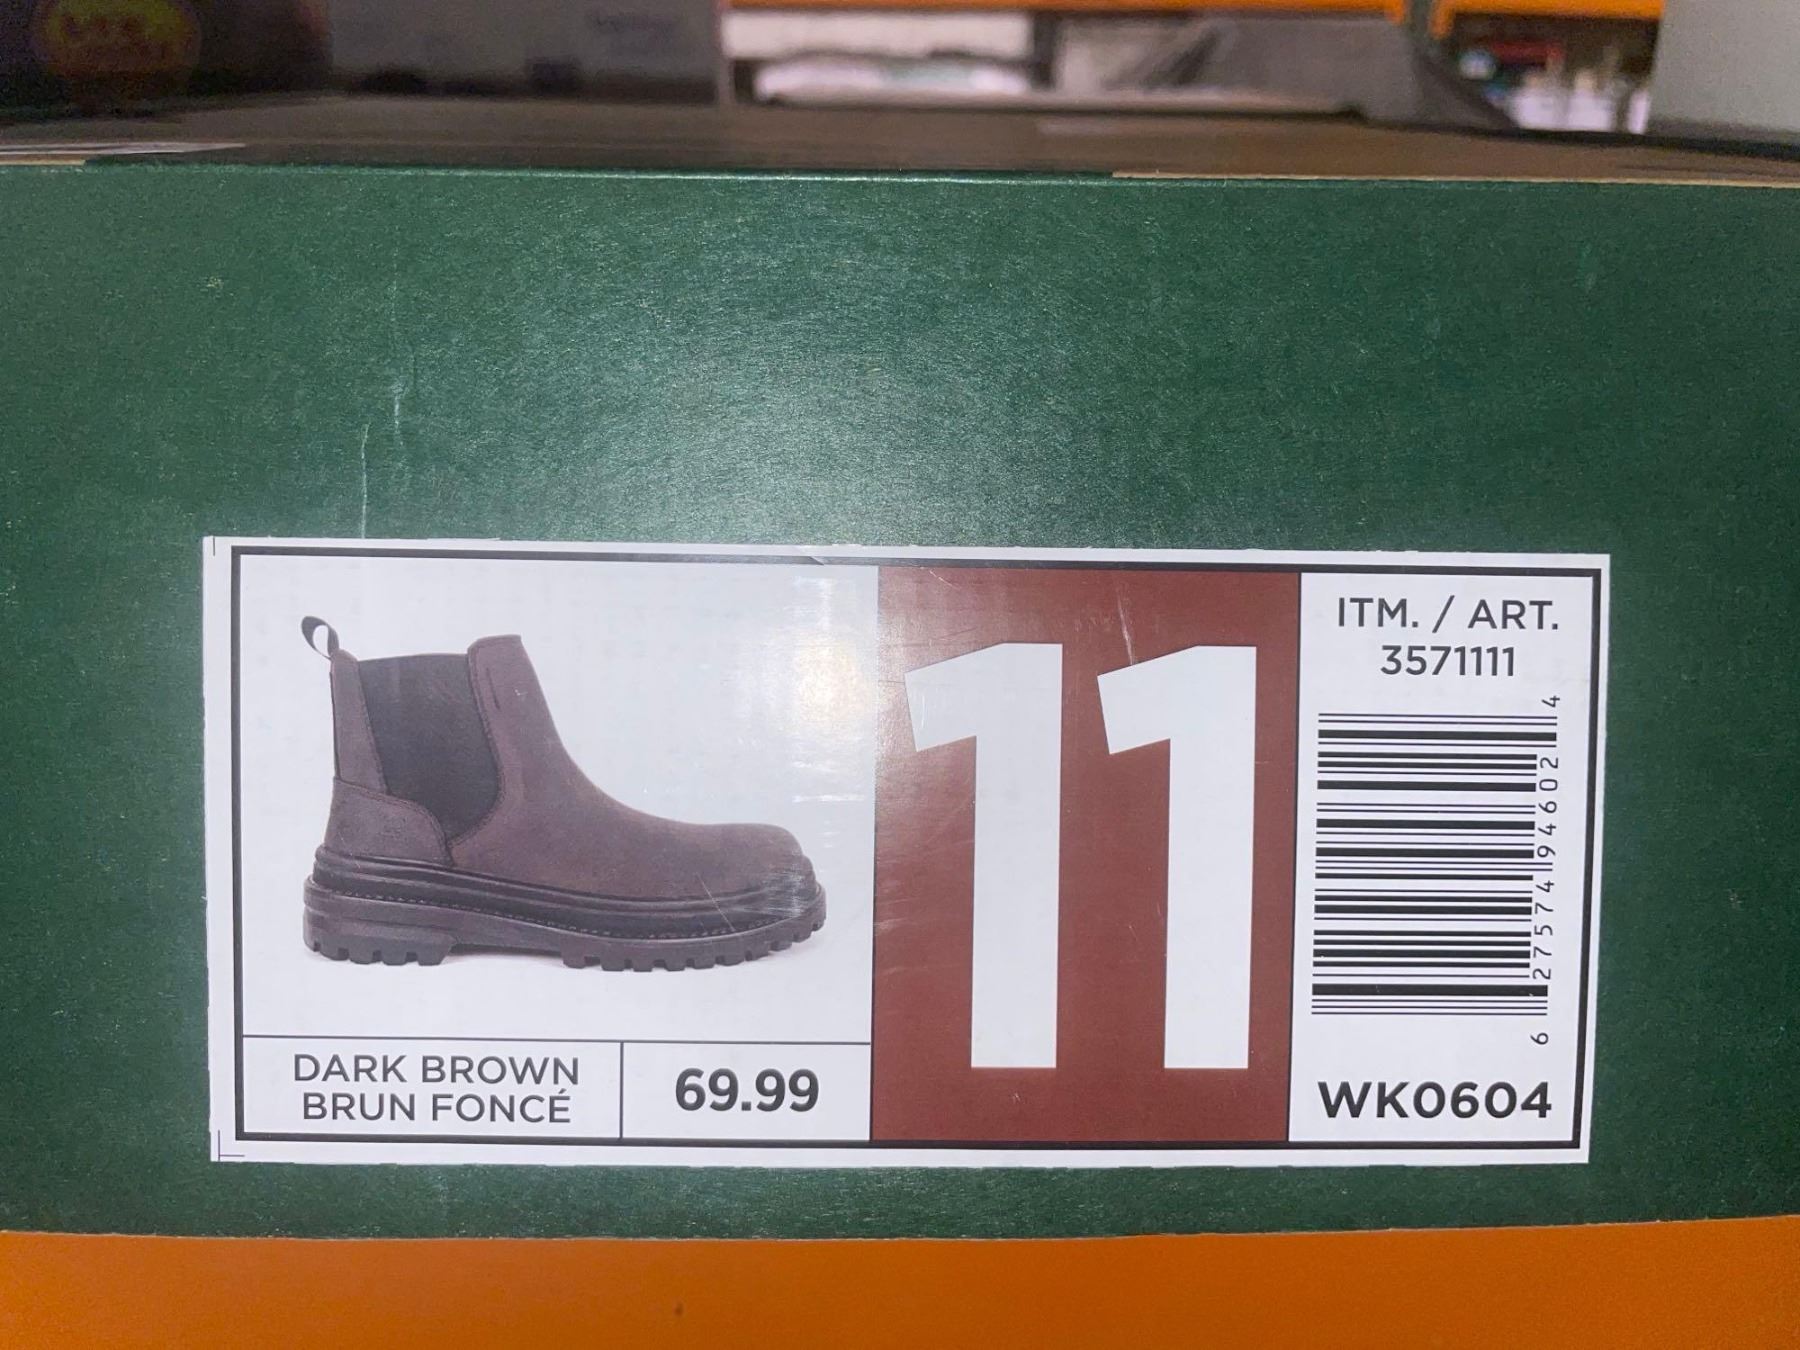 ITM. / ART.
3571111
11
6 27574 94602 4
WK0604
DARK BROWN
BRUN FONCÉ
69.99